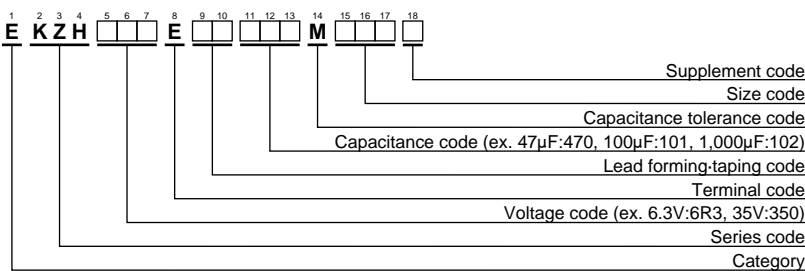 1 2 3 4 5 6 7 8 9 10 11 12 13 14 15 16 17 18
E KZH □□□ E □□ □□□ M □□□ □
Supplement code
Size code
Capacitance tolerance code
Capacitance code (ex. 47μF:470, 100μF:101, 1,000μF:102)
Lead forming·taping code
Terminal code
Voltage code (ex. 6.3V:6R3, 35V:350)
Series code
Category